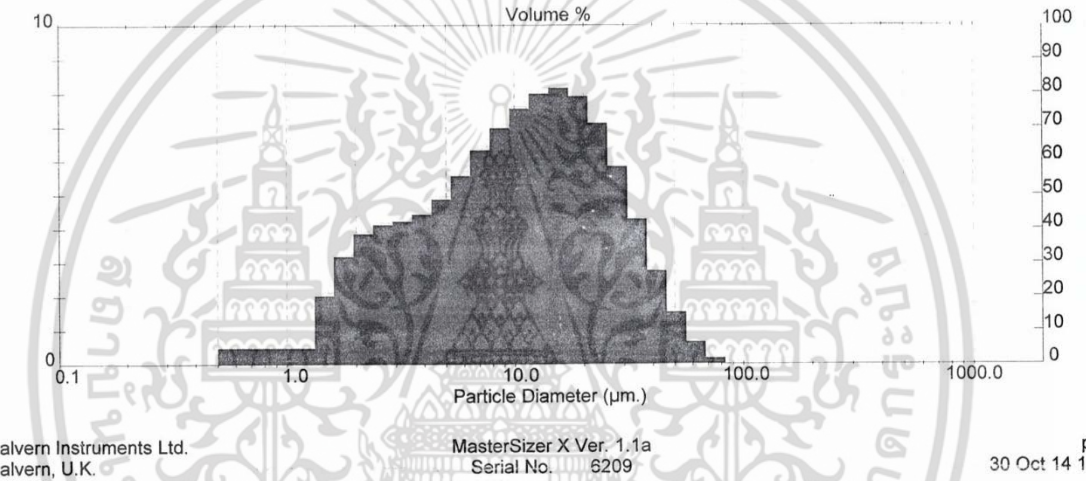 Volume %
10
0
100
90
80
70
60
50
40
30
20
10
0
0.1 1.0 10.0 100.0 1000.0
Particle Diameter (µm.)
alvern Instruments Ltd.
alvern, U.K.
MasterSizer X Ver. 1.1a
Serial No. 6209
30 Oct 14 1